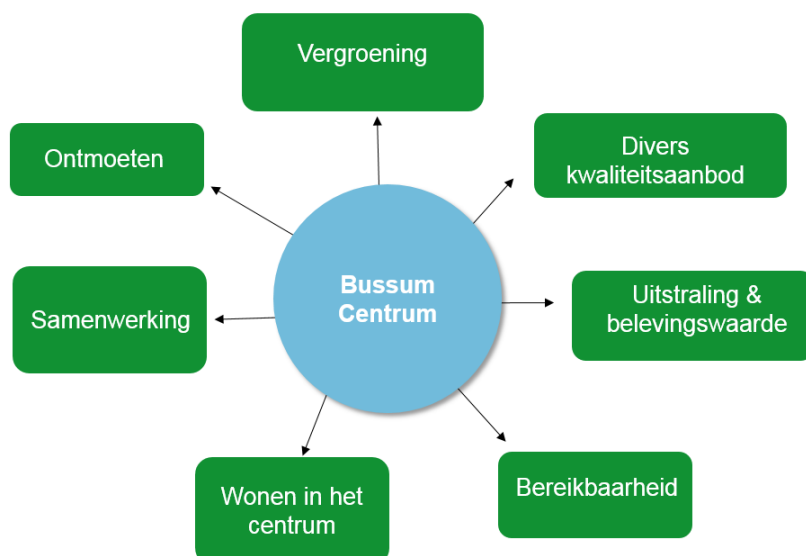 Vergroening
Ontmoeten
Divers
kwaliteitsaanbod
Bussum
Centrum
Samenwerking
Uitstraling &
belevingswaarde
Wonen in het
centrum
Bereikbaarheid